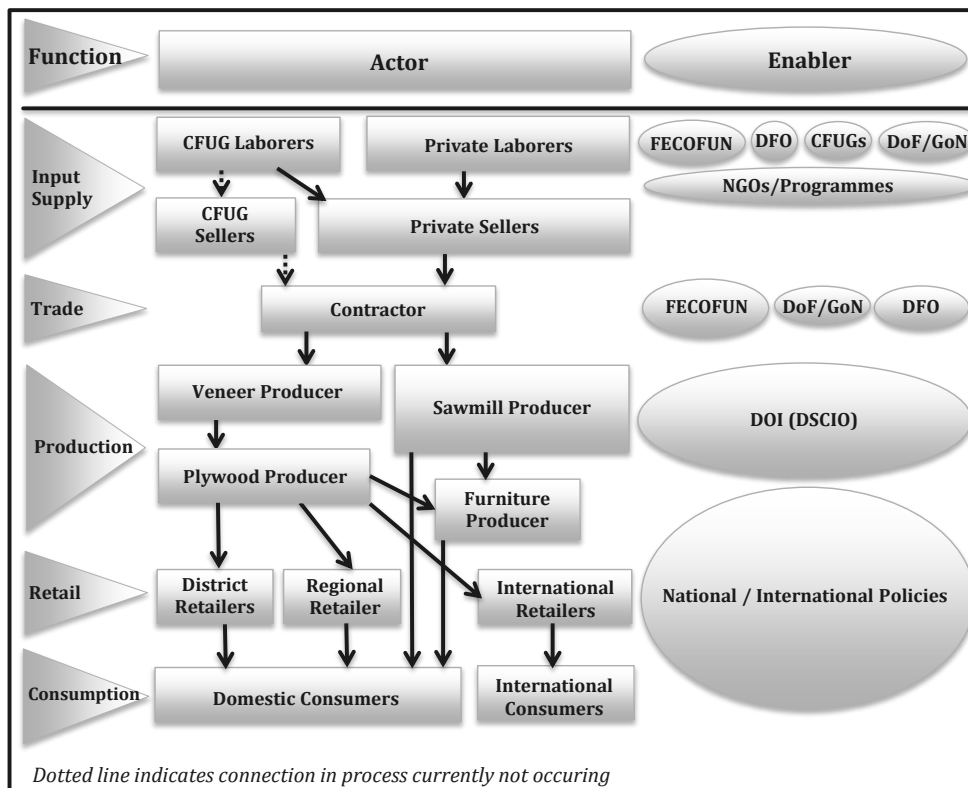 Function
Actor
Enabler
CFUG Laborers
Private Laborers
FECOFUN
DFO
CFUGs
DoF/GoN
Input
Supply
NGOs/Programmes
CFUG
Sellers
Private Sellers
Trade
Contractor
FECOFUN
DoF/GoN
DFO
Production
Veneer Producer
Sawmill Producer
DOI (DSCIO)
Plywood Producer
Furniture
Producer
Retail
District
Retailers
Regional
Retailer
International
Retailers
National / International Policies
Consumption
Domestic Consumers
International
Consumers
Dotted line indicates connection in process currently not occuring